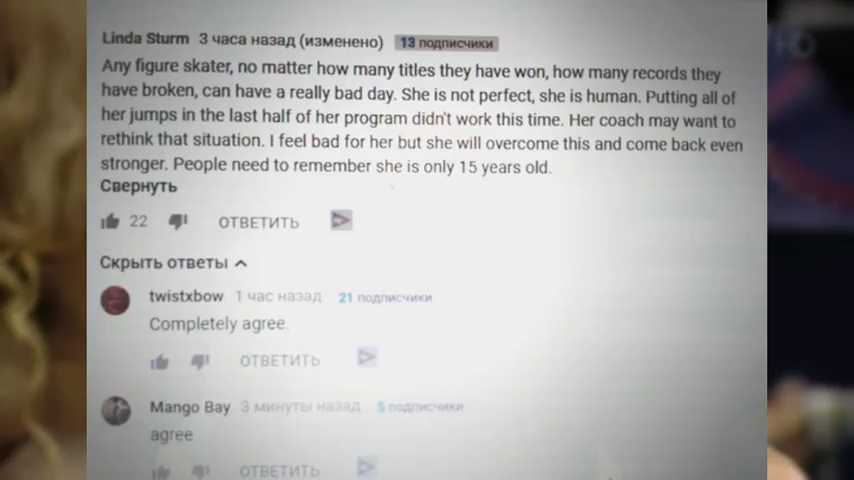 Linda Sturm 3 часа назад (изменено) 13 подписчики
Any figure skater, no matter how many titles they have won, how many records they
have broken, can have a really bad day. She is not perfect, she is human. Putting all of
her jumps in the last half of her program didn't work this time. Her coach may want to
rethink that situation. I feel bad for her but she will overcome this and come back even
stronger. People need to remember she is only 15 years old.
Свернуть
22 ОТВЕТИТЬ
Скрыть ответы
twistxbow 1 час назад 21 подписчики
Completely agree.
ОТВЕТИТЬ
Mango Bay 3 минуты назад 5 подписчики
agree
ОТВЕТИТЬ